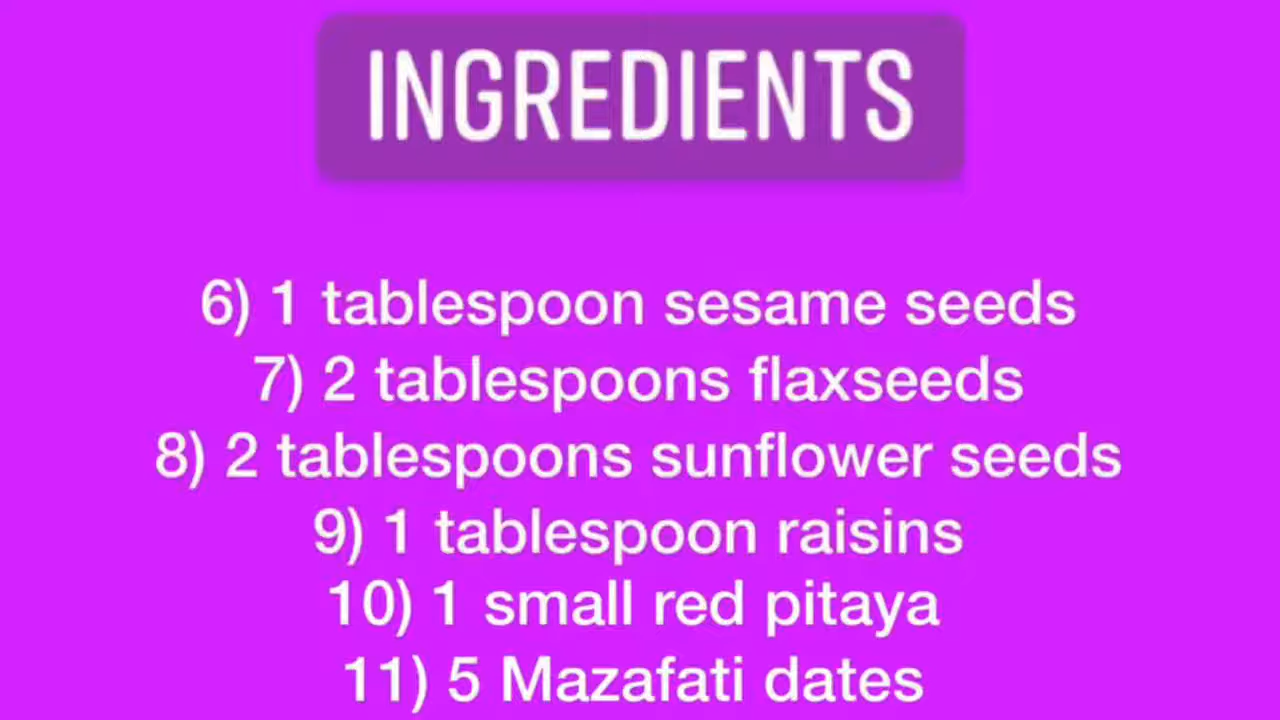 INGREDIENTS
6) 1 tablespoon sesame seeds
7) 2 tablespoons flaxseeds
8) 2 tablespoons sunflower seeds
9) 1 tablespoon raisins
10) 1 small red pitaya
11) 5 Mazafati dates